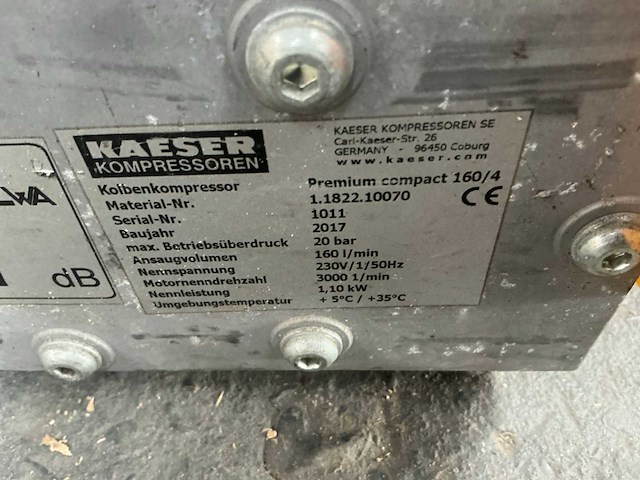 KAESER
KOMPRESSOREN
KAESER KOMPRESSOREN SE
Carl-Kaeser-Str. 26
GERMANY - 96450 Coburg
www.kaeser.com
Kolbenkompressor Premium compact 160/4
Material-Nr. 1.1822.10070 CE
Serial-Nr. 1011
Baujahr 2017
max. Betriebsüberdruck 20 bar
Ansaugvolumen 160 l/min
Nennspannung 230V/1/50Hz
Motornenndrehzahl 3000 1/min
Nennleistung 1,10 kW
Umgebungstemperatur + 5°C / +35°C
WA
dB